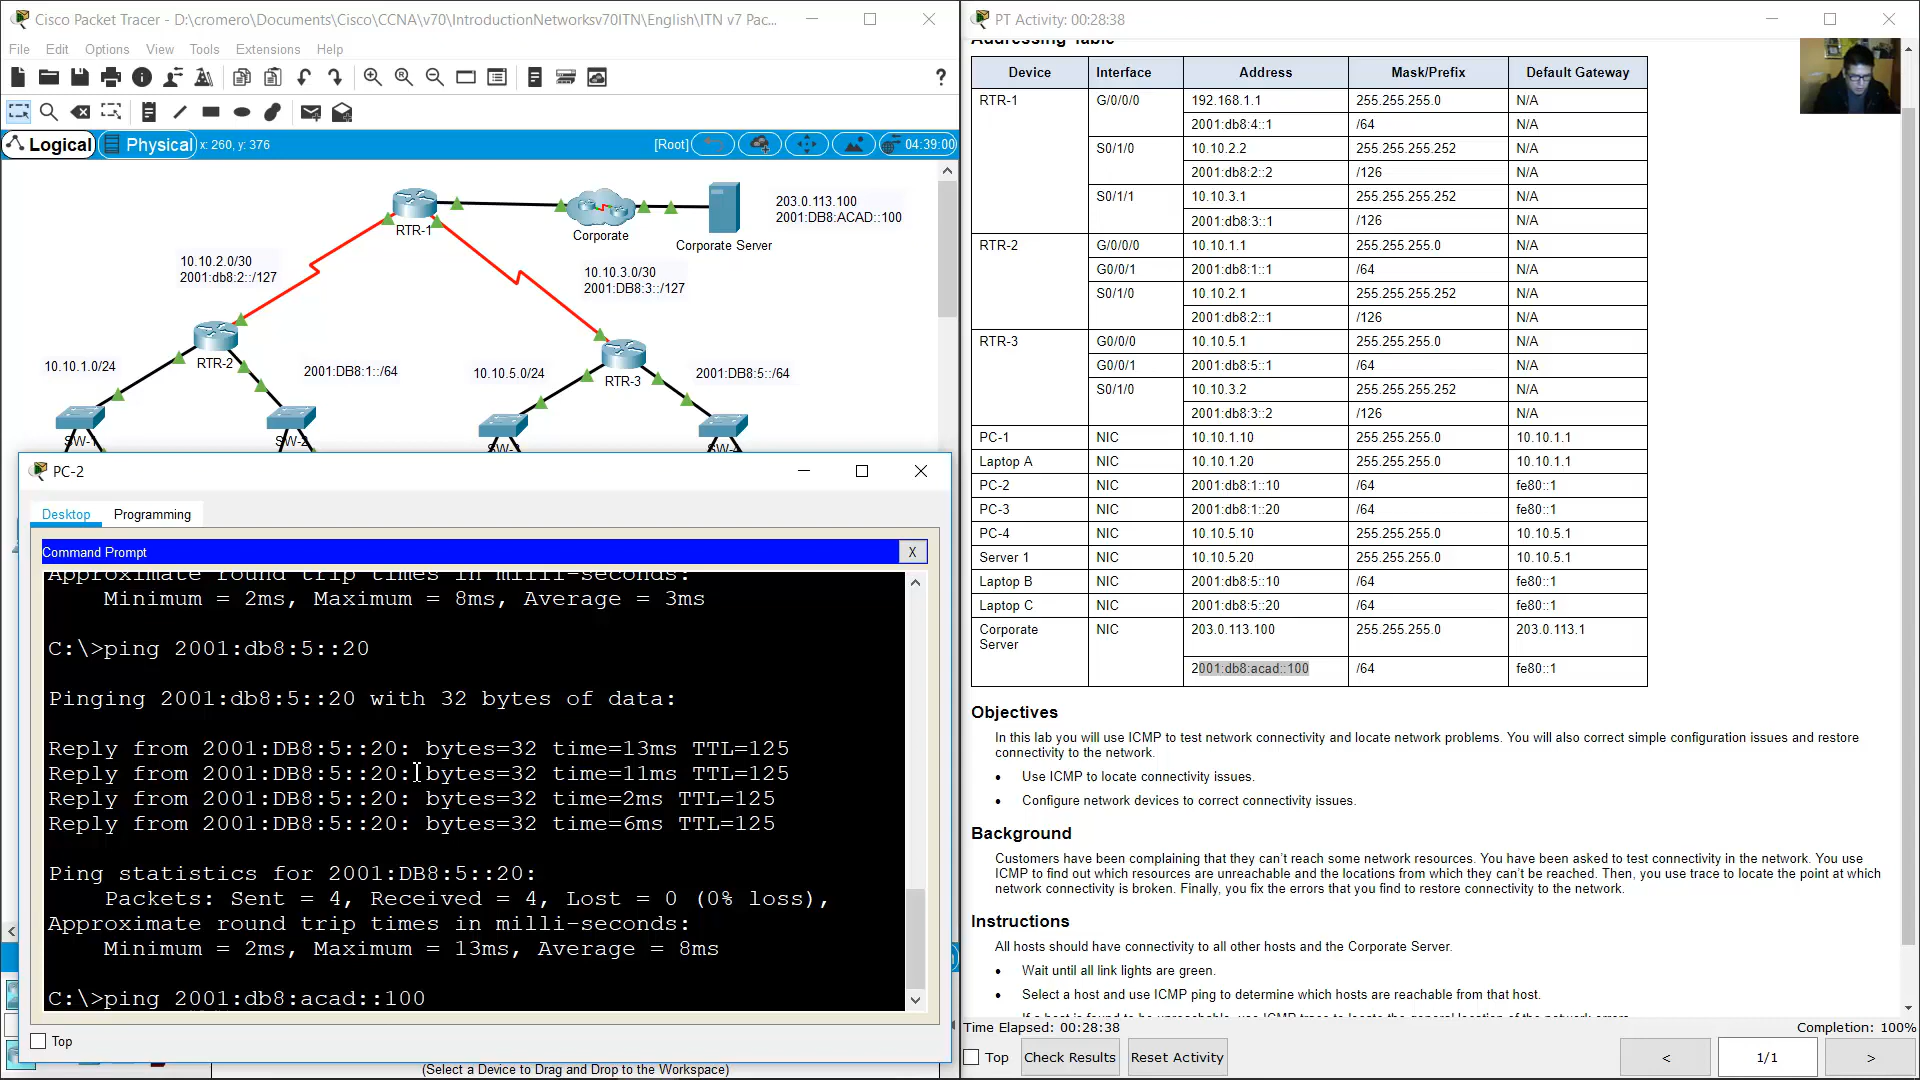 Cisco Packet Tracer - D:\cromero\Documents\Cisco\CCNA\v70\IntroductionNetworksv70ITN\English\ITN v7 Pac...
File Edit Options View Tools Extensions Help
Logical Physical x: 260, y: 376 [Root] 04:39:00
203.0.113.100
2001:DB8:ACAD::100
RTR-1
Corporate
Corporate Server
10.10.2.0/30
2001:db8:2::/127
10.10.3.0/30
2001:DB8:3::/127
RTR-2
RTR-3
10.10.1.0/24
2001:DB8:1::/64
10.10.5.0/24
2001:DB8:5::/64
PC-2
Desktop Programming
Command Prompt X
Approximate round trip times in milli-seconds:
Minimum = 2ms, Maximum = 8ms, Average = 3ms
C:\>ping 2001:db8:5::20
Pinging 2001:db8:5::20 with 32 bytes of data:
Reply from 2001:DB8:5::20: bytes=32 time=13ms TTL=125
Reply from 2001:DB8:5::20: bytes=32 time=11ms TTL=125
Reply from 2001:DB8:5::20: bytes=32 time=2ms TTL=125
Reply from 2001:DB8:5::20: bytes=32 time=6ms TTL=125
Ping statistics for 2001:DB8:5::20:
Packets: Sent = 4, Received = 4, Lost = 0 (0% loss),
Approximate round trip times in milli-seconds:
Minimum = 2ms, Maximum = 13ms, Average = 8ms
C:\>ping 2001:db8:acad::100
Top
(Select a Device to Drag and Drop to the Workspace)
PT Activity: 00:28:38
Addressing Table
Device Interface Address Mask/Prefix Default Gateway
RTR-1 G/0/0/0 192.168.1.1 255.255.255.0 N/A
2001:db8:4::1 /64 N/A
S0/1/0 10.10.2.2 255.255.255.252 N/A
2001:db8:2::2 /126 N/A
S0/1/1 10.10.3.1 255.255.255.252 N/A
2001:db8:3::1 /126 N/A
RTR-2 G/0/0/0 10.10.1.1 255.255.255.0 N/A
G0/0/1 2001:db8:1::1 /64 N/A
S0/1/0 10.10.2.1 255.255.255.252 N/A
2001:db8:2::1 /126 N/A
RTR-3 G0/0/0 10.10.5.1 255.255.255.0 N/A
G0/0/1 2001:db8:5::1 /64 N/A
S0/1/0 10.10.3.2 255.255.255.252 N/A
2001:db8:3::2 /126 N/A
PC-1 NIC 10.10.1.10 255.255.255.0 10.10.1.1
Laptop A NIC 10.10.1.20 255.255.255.0 10.10.1.1
PC-2 NIC 2001:db8:1::10 /64 fe80::1
PC-3 NIC 2001:db8:1::20 /64 fe80::1
PC-4 NIC 10.10.5.10 255.255.255.0 10.10.5.1
Server 1 NIC 10.10.5.20 255.255.255.0 10.10.5.1
Laptop B NIC 2001:db8:5::10 /64 fe80::1
Laptop C NIC 2001:db8:5::20 /64 fe80::1
Corporate Server NIC 203.0.113.100 255.255.255.0 203.0.113.1
2001:db8:acad::100 /64 fe80::1
Objectives
In this lab you will use ICMP to test network connectivity and locate network problems. You will also correct simple configuration issues and restore
connectivity to the network.
• Use ICMP to locate connectivity issues.
• Configure network devices to correct connectivity issues.
Background
Customers have been complaining that they can't reach some network resources. You have been asked to test connectivity in the network. You use
ICMP to find out which resources are unreachable and the locations from which they can't be reached. Then, you use trace to locate the point at which
network connectivity is broken. Finally, you fix the errors that you find to restore connectivity to the network.
Instructions
All hosts should have connectivity to all other hosts and the Corporate Server.
• Wait until all link lights are green.
• Select a host and use ICMP ping to determine which hosts are reachable from that host.
Time Elapsed: 00:28:38 Completion: 100%
Top Check Results Reset Activity < 1/1 >